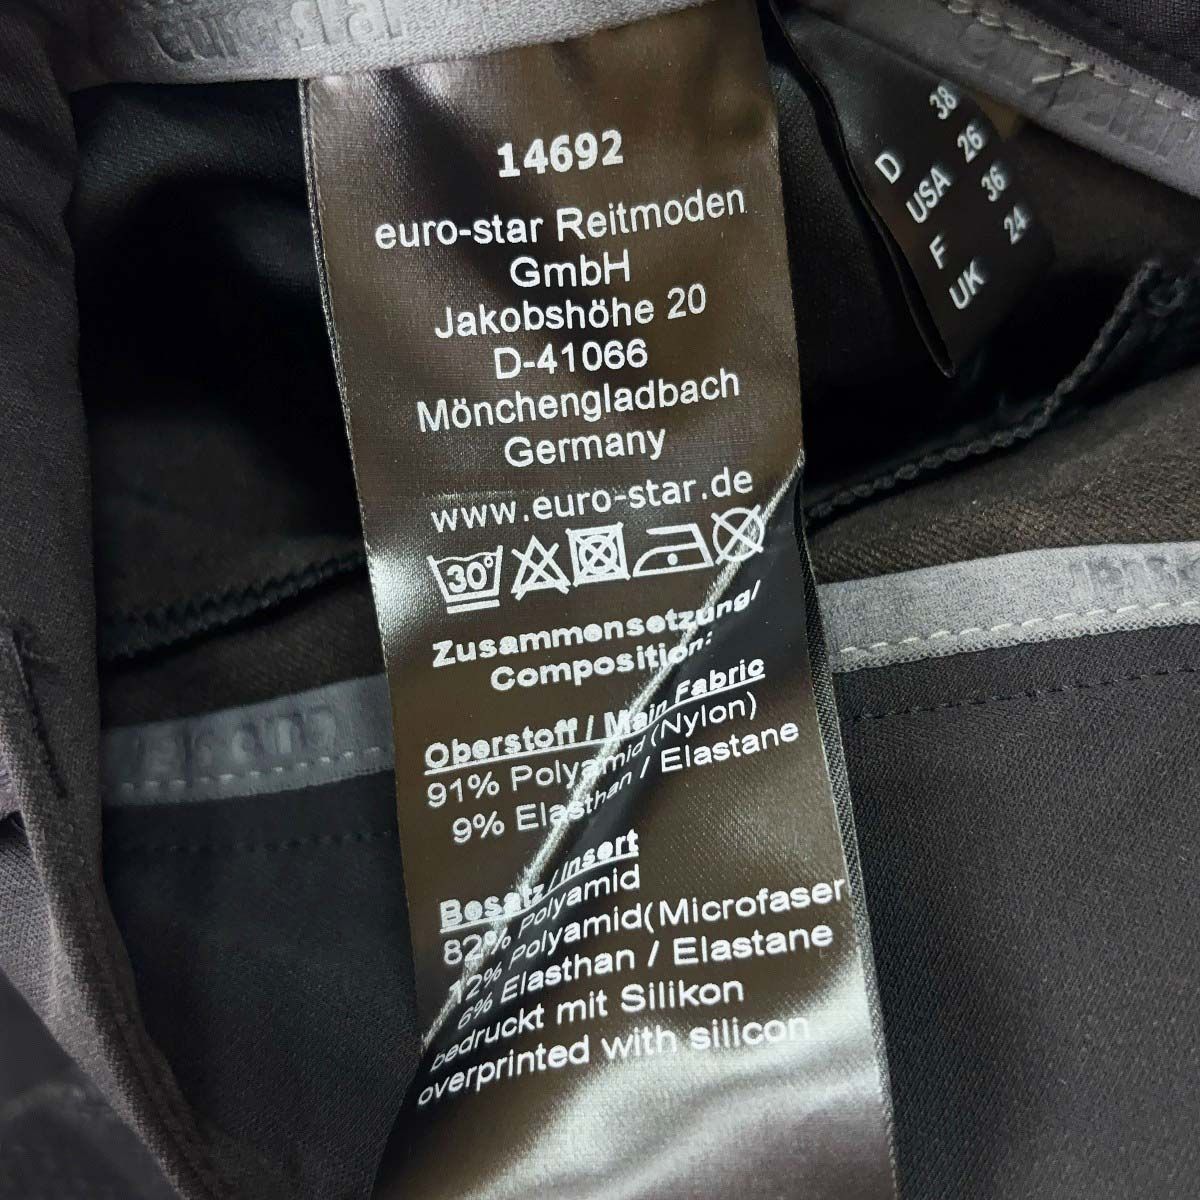 euro-star
14692
euro-star Reitmoden
GmbH
Jakobshöhe 20
D-41066
Mönchengladbach
Germany
www.euro-star.de
30°
Zusammensetzung/
Composition:
Oberstoff / Main Fabric
91% Polyamid (Nylon)
9% Elasthan / Elastane
Besatz/Insert
82% Polyamid
12% Polyamid(Microfaser
6% Elasthan / Elastane
bedruckt mit Silikon
overprinted with silicon
D 38
USA 26
F 36
UK 24